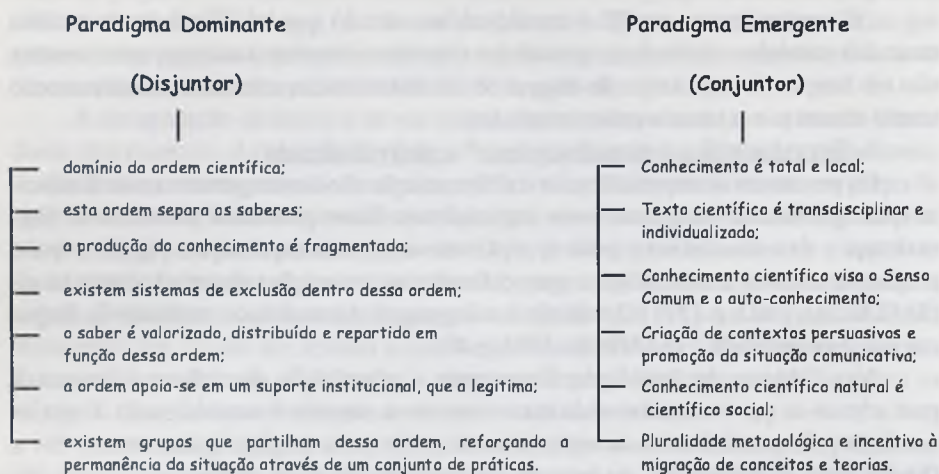 Paradigma Dominante
(Disjuntor)
domínio da ordem científica;
esta ordem separa os saberes;
a produção do conhecimento é fragmentada;
existem sistemas de exclusão dentro dessa ordem;
o saber é valorizado, distribuído e repartido em
função dessa ordem;
a ordem apoia-se em um suporte institucional, que a legitima;
existem grupos que partilham dessa ordem, reforçando a
permanência da situação através de um conjunto de práticas.
Paradigma Emergente
(Conjuntor)
Conhecimento é total e local;
Texto científico é transdisciplinar e
individualizado;
Conhecimento científico visa o Senso
Comum e o auto-conhecimento;
Criação de contextos persuasivos e
promoção da situação comunicativa;
Conhecimento científico natural é
científico social;
Pluralidade metodológica e incentivo à
migração de conceitos e teorias.